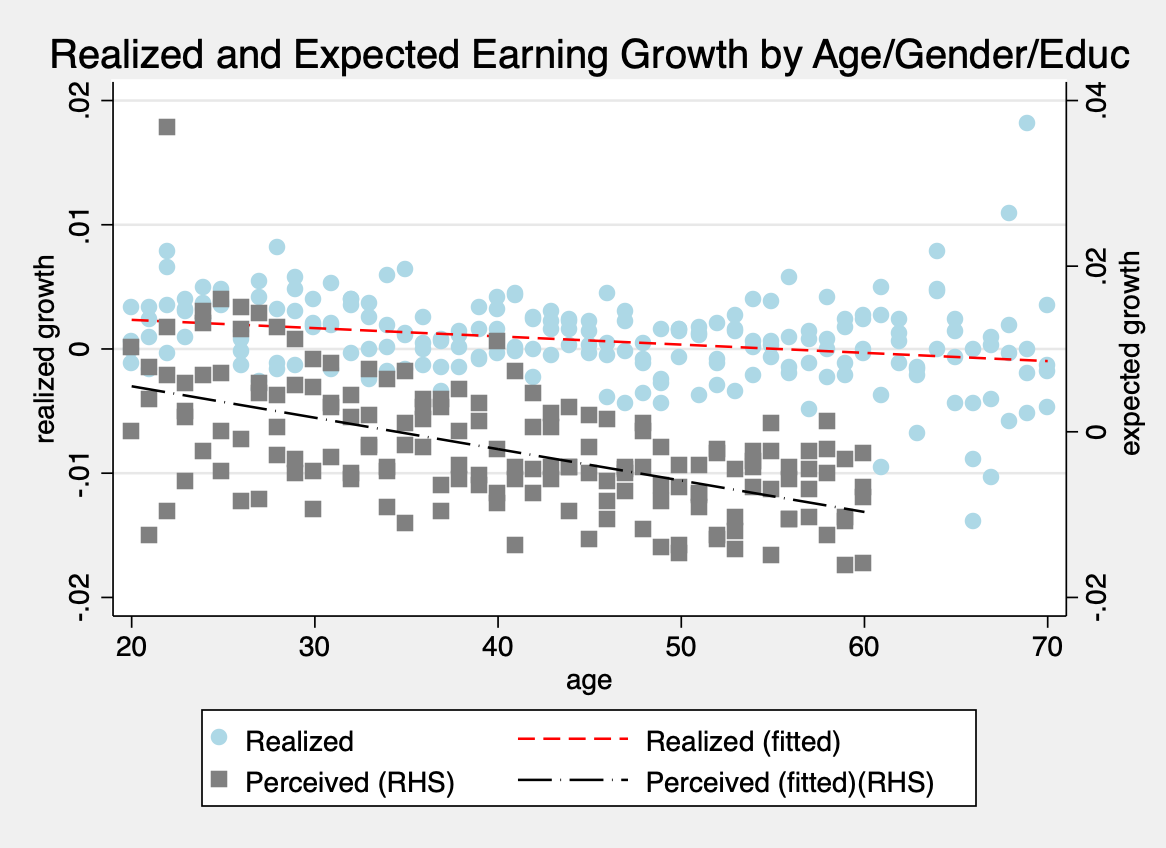 Realized and Expected Earning Growth by Age/Gender/Educ
realized growth
.02
.01
0
-.01
-.02
.04
.02
0
-.02
expected growth
20 30 40 50 60 70
age
Realized Realized (fitted)
Perceived (RHS) Perceived (fitted)(RHS)